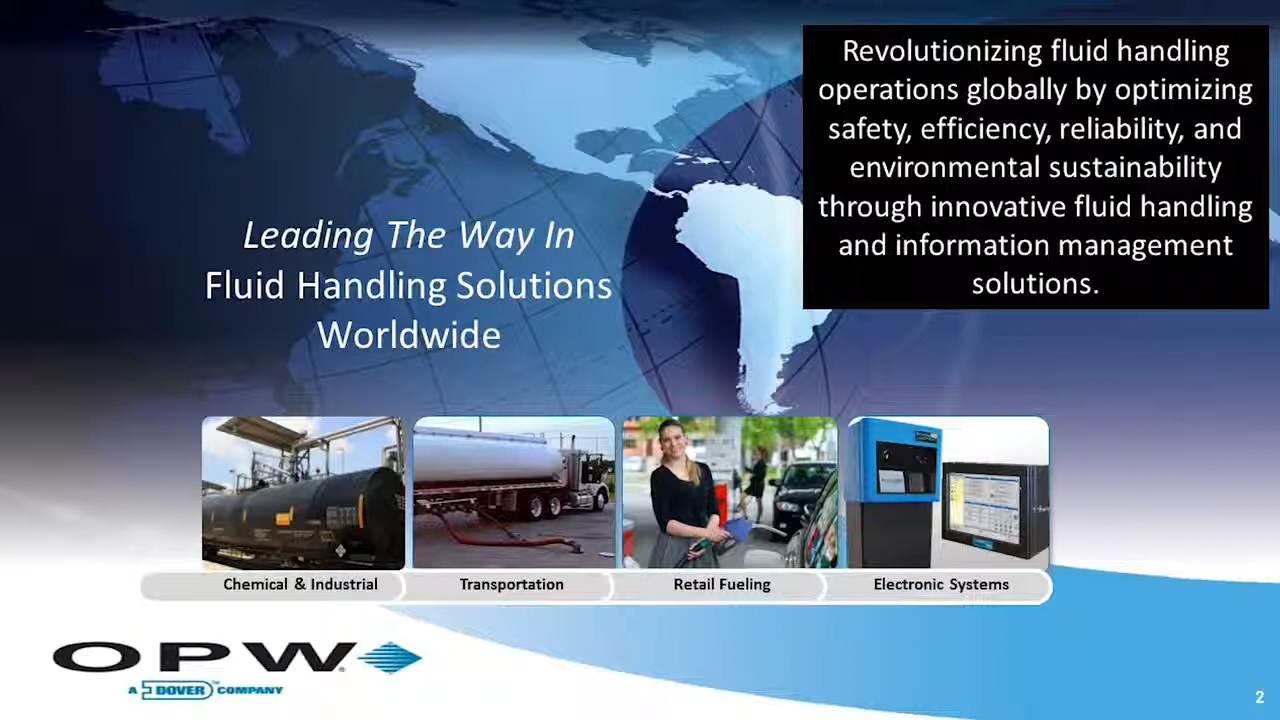 Revolutionizing fluid handling
operations globally by optimizing
safety, efficiency, reliability, and
environmental sustainability
through innovative fluid handling
and information management
solutions.
Leading The Way In
Fluid Handling Solutions
Worldwide
Chemical & Industrial
Transportation
Retail Fueling
Electronic Systems
OPW
A DOVER COMPANY
2